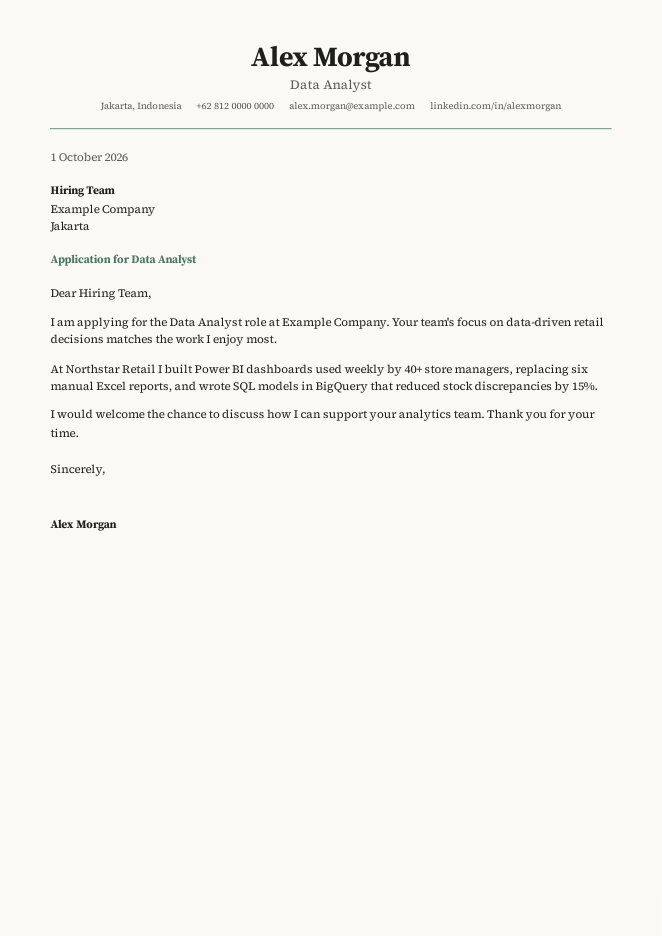 Alex Morgan
Data Analyst
Jakarta, Indonesia +62 812 0000 0000 alex.morgan@example.com linkedin.com/in/alexmorgan
1 October 2026
Hiring Team
Example Company
Jakarta
Application for Data Analyst
Dear Hiring Team,
I am applying for the Data Analyst role at Example Company. Your team's focus on data-driven retail
decisions matches the work I enjoy most.
At Northstar Retail I built Power BI dashboards used weekly by 40+ store managers, replacing six
manual Excel reports, and wrote SQL models in BigQuery that reduced stock discrepancies by 15%.
I would welcome the chance to discuss how I can support your analytics team. Thank you for your
time.
Sincerely,
Alex Morgan